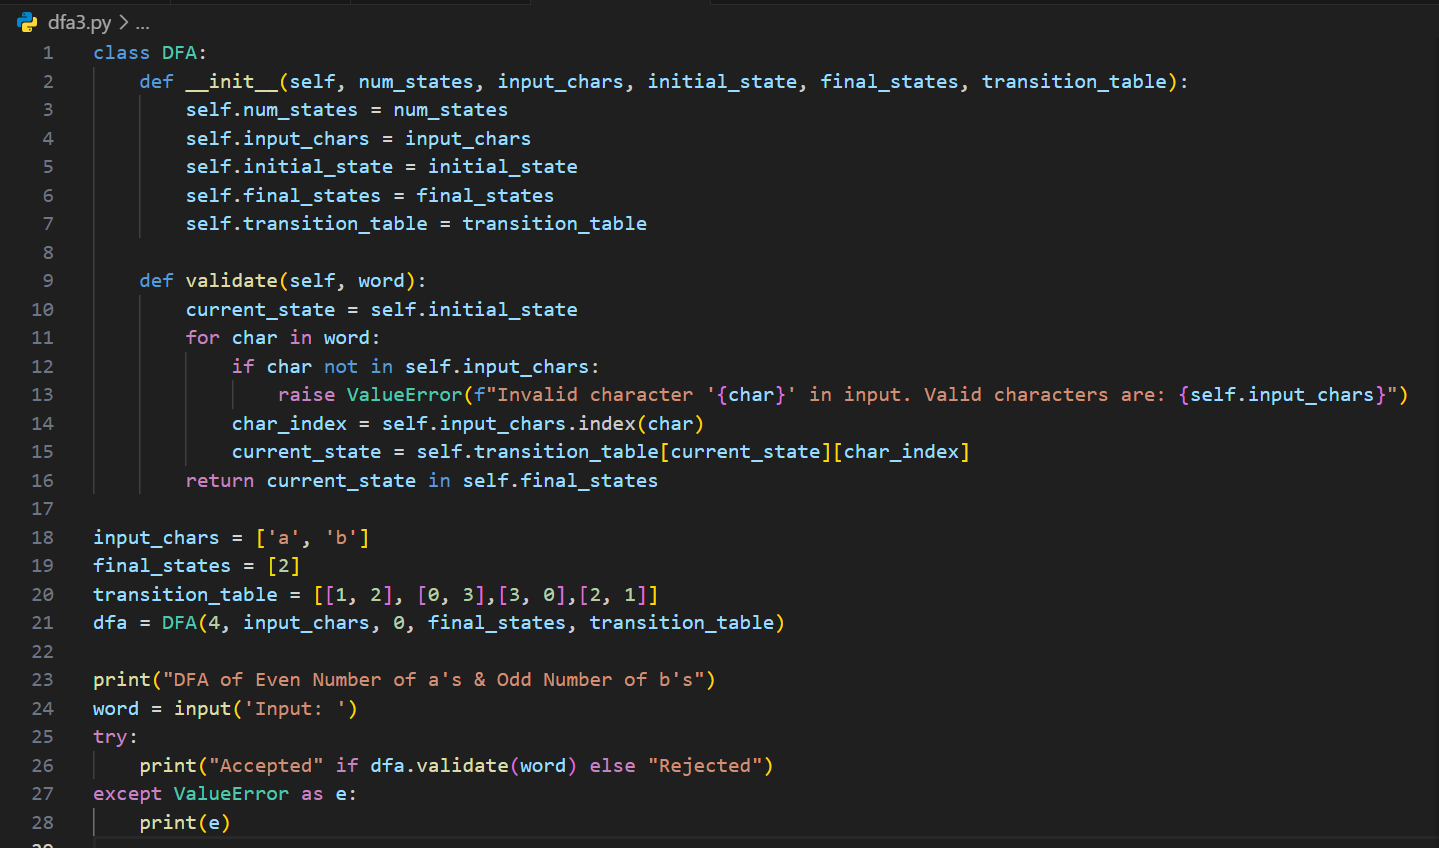 dfa3.py > ...
1 class DFA:
2     def __init__(self, num_states, input_chars, initial_state, final_states, transition_table):
3         self.num_states = num_states
4         self.input_chars = input_chars
5         self.initial_state = initial_state
6         self.final_states = final_states
7         self.transition_table = transition_table
8
9     def validate(self, word):
10         current_state = self.initial_state
11         for char in word:
12             if char not in self.input_chars:
13                 raise ValueError(f"Invalid character '{char}' in input. Valid characters are: {self.input_chars}")
14             char_index = self.input_chars.index(char)
15             current_state = self.transition_table[current_state][char_index]
16         return current_state in self.final_states
17
18 input_chars = ['a', 'b']
19 final_states = [2]
20 transition_table = [[1, 2], [0, 3],[3, 0],[2, 1]]
21 dfa = DFA(4, input_chars, 0, final_states, transition_table)
22
23 print("DFA of Even Number of a's & Odd Number of b's")
24 word = input('Input: ')
25 try:
26     print("Accepted" if dfa.validate(word) else "Rejected")
27 except ValueError as e:
28     print(e)